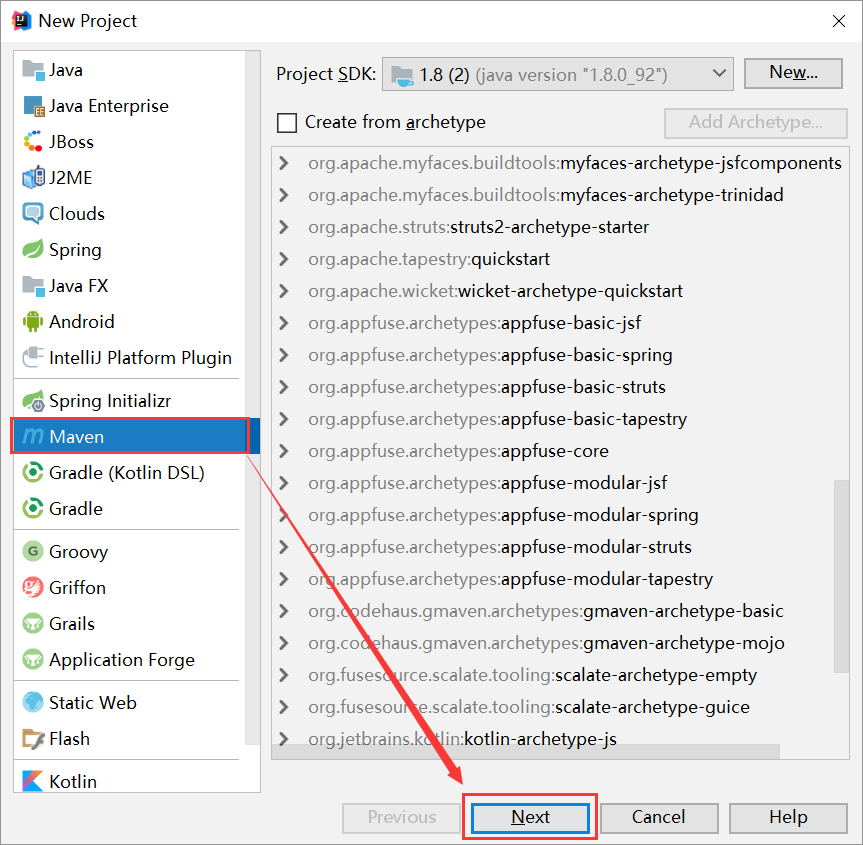 New Project
Java
Java Enterprise
JBoss
J2ME
Clouds
Spring
Java FX
Android
IntelliJ Platform Plugin
Spring Initializr
Maven
Gradle (Kotlin DSL)
Gradle
Groovy
Griffon
Grails
Application Forge
Static Web
Flash
Kotlin
Project SDK: 1.8 (2) (java version "1.8.0_92") New...
Create from archetype Add Archetype...
org.apache.myfaces.buildtools:myfaces-archetype-jsfcomponents
org.apache.myfaces.buildtools:myfaces-archetype-trinidad
org.apache.struts:struts2-archetype-starter
org.apache.tapestry:quickstart
org.apache.wicket:wicket-archetype-quickstart
org.appfuse.archetypes:appfuse-basic-jsf
org.appfuse.archetypes:appfuse-basic-spring
org.appfuse.archetypes:appfuse-basic-struts
org.appfuse.archetypes:appfuse-basic-tapestry
org.appfuse.archetypes:appfuse-core
org.appfuse.archetypes:appfuse-modular-jsf
org.appfuse.archetypes:appfuse-modular-spring
org.appfuse.archetypes:appfuse-modular-struts
org.appfuse.archetypes:appfuse-modular-tapestry
org.codehaus.gmaven.archetypes:gmaven-archetype-basic
org.codehaus.gmaven.archetypes:gmaven-archetype-mojo
org.fusesource.scalate.tooling:scalate-archetype-empty
org.fusesource.scalate.tooling:scalate-archetype-guice
org.jetbrains.kotlin:kotlin-archetype-js
Previous Next Cancel Help